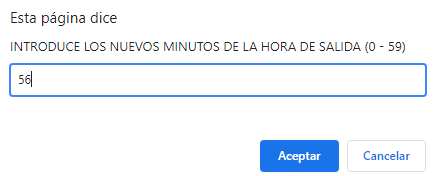 Esta página dice
INTRODUCE LOS NUEVOS MINUTOS DE LA HORA DE SALIDA (0 - 59)
56
Aceptar Cancelar